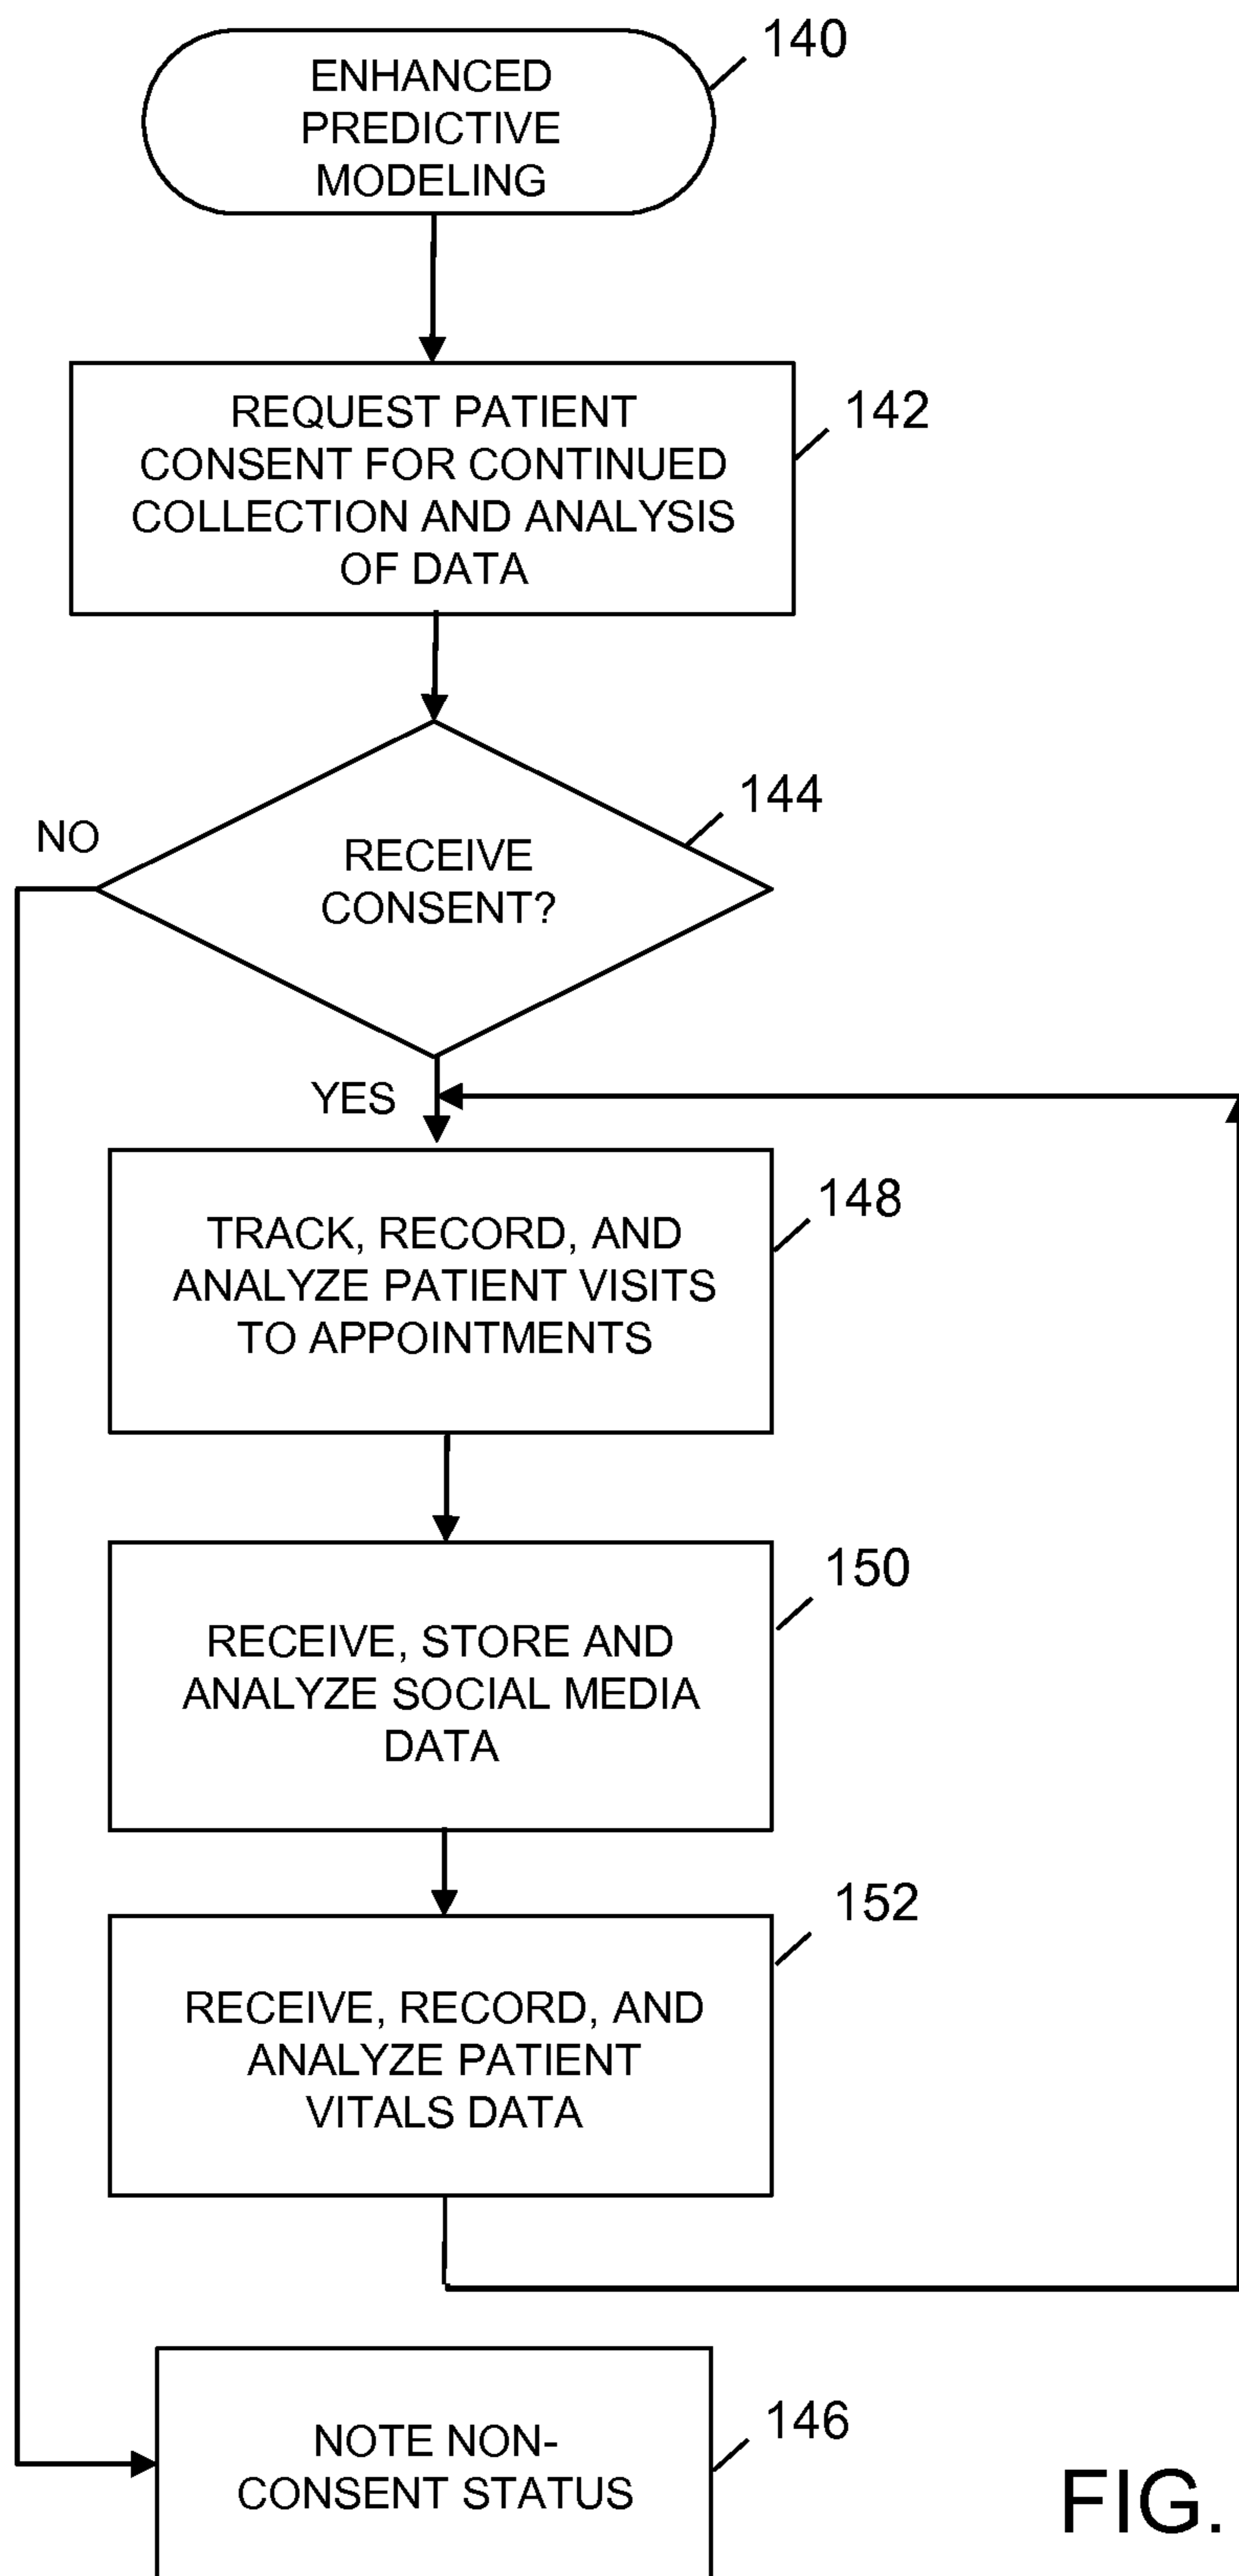 140
ENHANCED
PREDICTIVE
MODELING
142
REQUEST PATIENT
CONSENT FOR CONTINUED
COLLECTION AND ANALYSIS
OF DATA
144
NO
RECEIVE
CONSENT?
YES
148
TRACK, RECORD, AND
ANALYZE PATIENT VISITS
TO APPOINTMENTS
150
RECEIVE, STORE AND
ANALYZE SOCIAL MEDIA
DATA
152
RECEIVE, RECORD, AND
ANALYZE PATIENT
VITALS DATA
146
NOTE NON-
CONSENT STATUS
FIG.